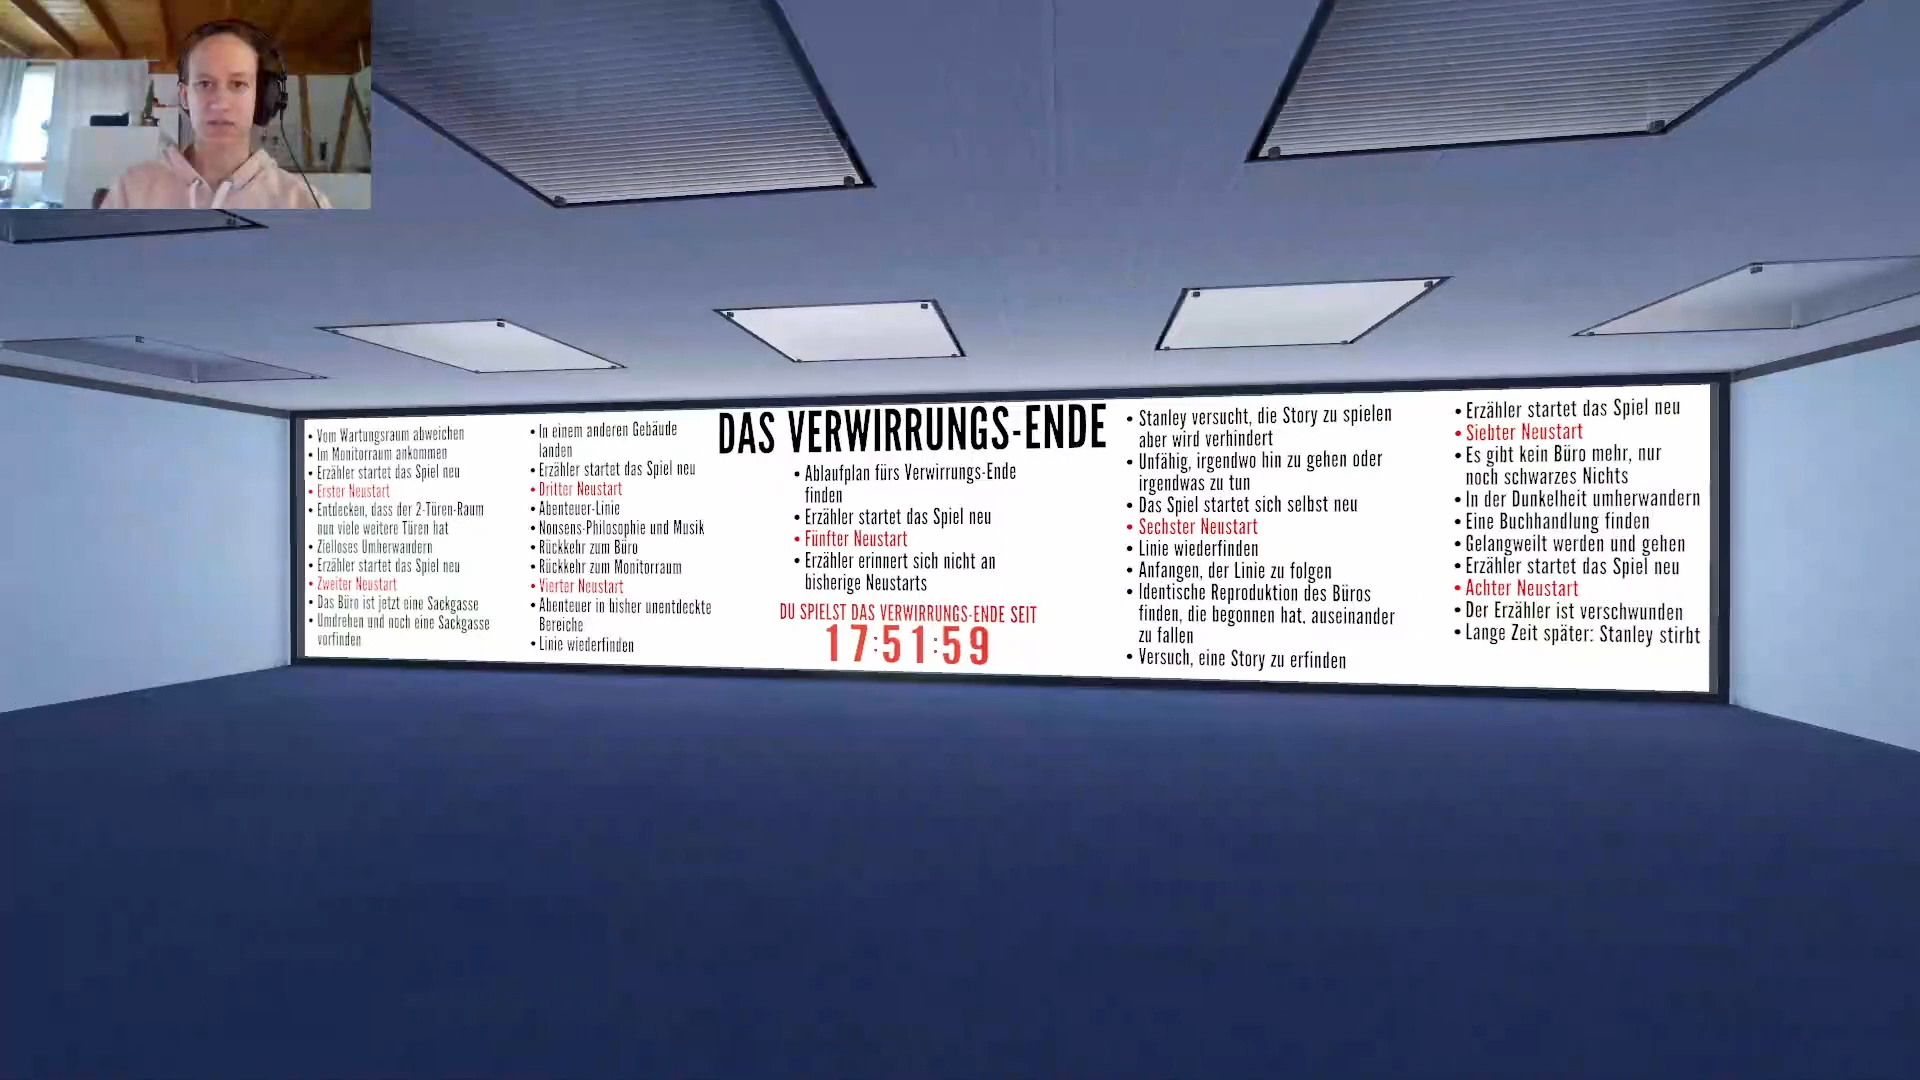 • Vom Wartungsraum abweichen
• Im Monitorraum ankommen
• Erzähler startet das Spiel neu
• Erster Neustart
• Entdecken, dass der 2-Türen-Raum
nun viele weitere Türen hat
• Zielloses Umherwandern
• Erzähler startet das Spiel neu
• Zweiter Neustart
• Das Büro ist jetzt eine Sackgasse
• Umdrehen und noch eine Sackgasse
vorfinden
• In einem anderen Gebäude
landen
• Erzähler startet das Spiel neu
• Dritter Neustart
• Abenteuer-Linie
• Nonsens-Philosophie und Musik
• Rückkehr zum Büro
• Rückkehr zum Monitorraum
• Vierter Neustart
• Abenteuer in bisher unentdeckte
Bereiche
• Linie wiederfinden
DAS VERWIRRUNGS-ENDE
• Ablaufplan fürs Verwirrungs-Ende
finden
• Erzähler startet das Spiel neu
• Fünfter Neustart
• Erzähler erinnert sich nicht an
bisherige Neustarts
DU SPIELST DAS VERWIRRUNGS-ENDE SEIT
17:51:59
• Stanley versucht, die Story zu spielen
aber wird verhindert
• Unfähig, irgendwo hin zu gehen oder
irgendwas zu tun
• Das Spiel startet sich selbst neu
• Sechster Neustart
• Linie wiederfinden
• Anfangen, der Linie zu folgen
• Identische Reproduktion des Büros
finden, die begonnen hat, auseinander
zu fallen
• Versuch, eine Story zu erfinden
• Erzähler startet das Spiel neu
• Siebter Neustart
• Es gibt kein Büro mehr, nur
noch schwarzes Nichts
• In der Dunkelheit umherwandern
• Eine Buchhandlung finden
• Gelangweilt werden und gehen
• Erzähler startet das Spiel neu
• Achter Neustart
• Der Erzähler ist verschwunden
• Lange Zeit später: Stanley stirbt